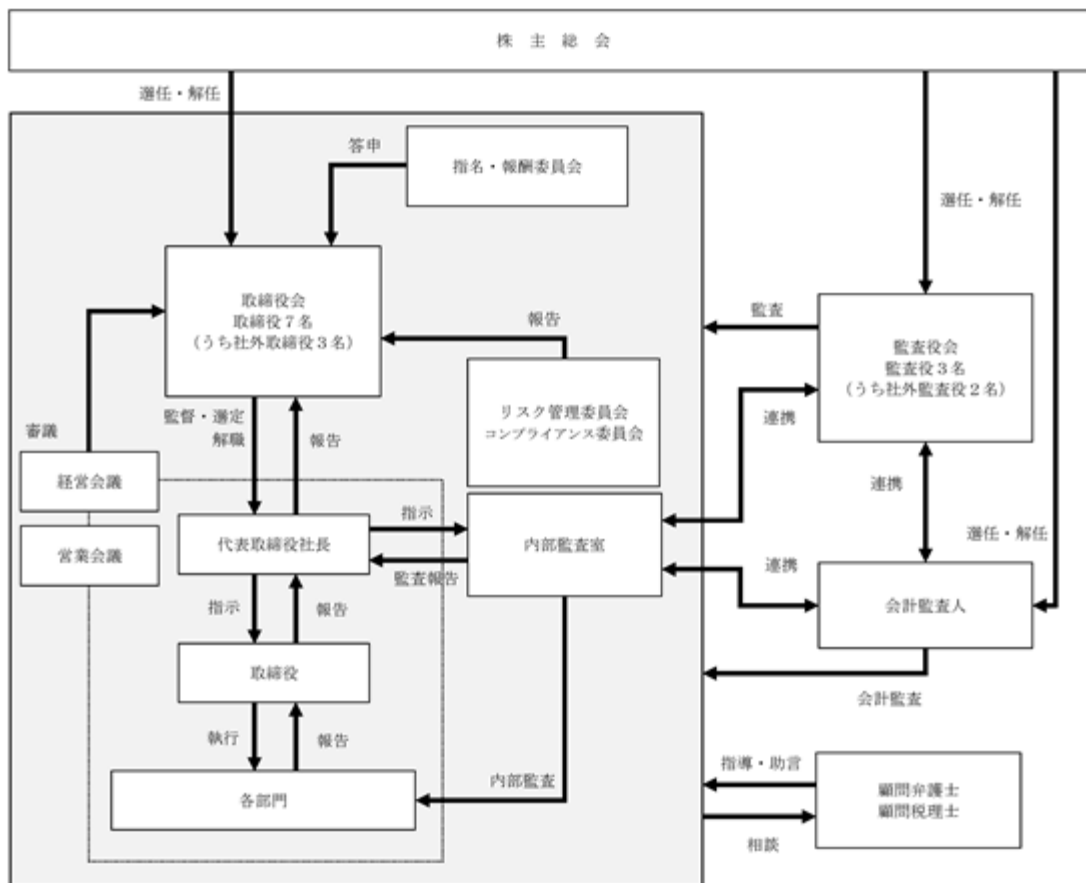 株主総会
選任・解任
答申
指名・報酬委員会
選任・解任
取締役会
取締役7名
(うち社外取締役3名)
報告
監査
監査役会
監査役3名
(うち社外監査役2名)
審議
監督・選定
解職
報告
リスク管理委員会
コンプライアンス委員会
連携
経営会議
連携
営業会議
代表取締役社長
指示
監査報告
内部監査室
選任・解任
連携
会計監査人
指示
報告
取締役
会計監査
執行
報告
内部監査
各部門
指導・助言
相談
顧問弁護士
顧問税理士